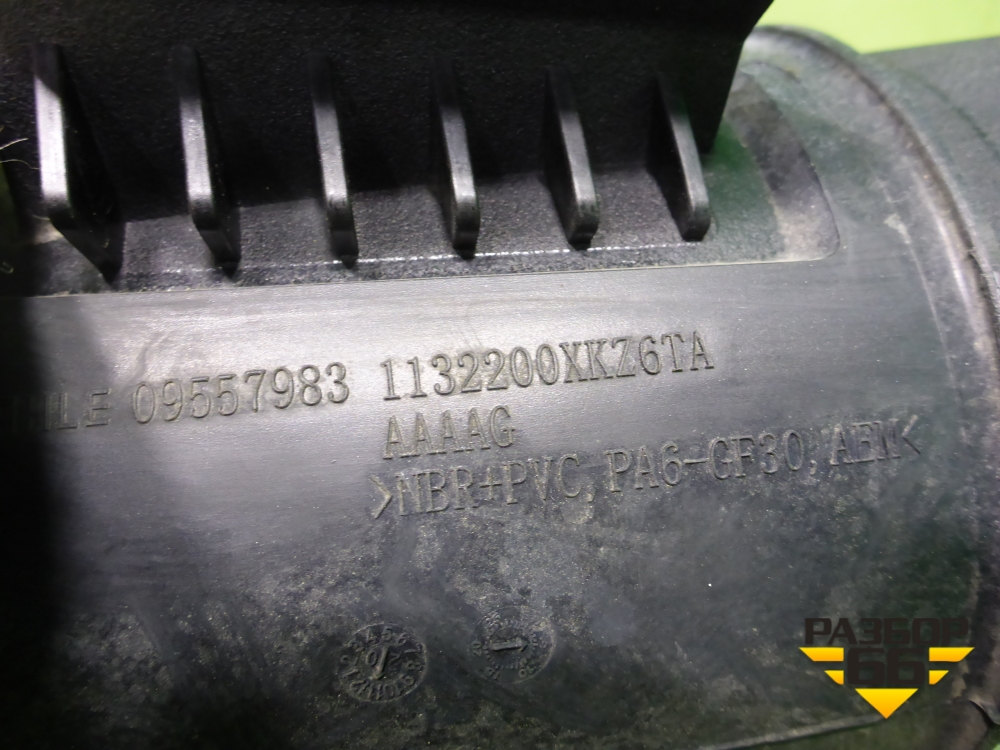 09557983 1132200XKZ6TA
AAAAG
>NBR+PVC, PA6-GF30, AEM<
РАЗБОР
66